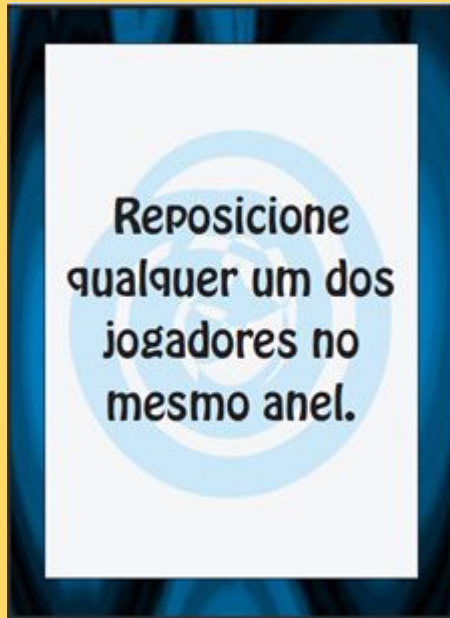 Reposicione
qualquer um dos
jogadores no
mesmo anel.